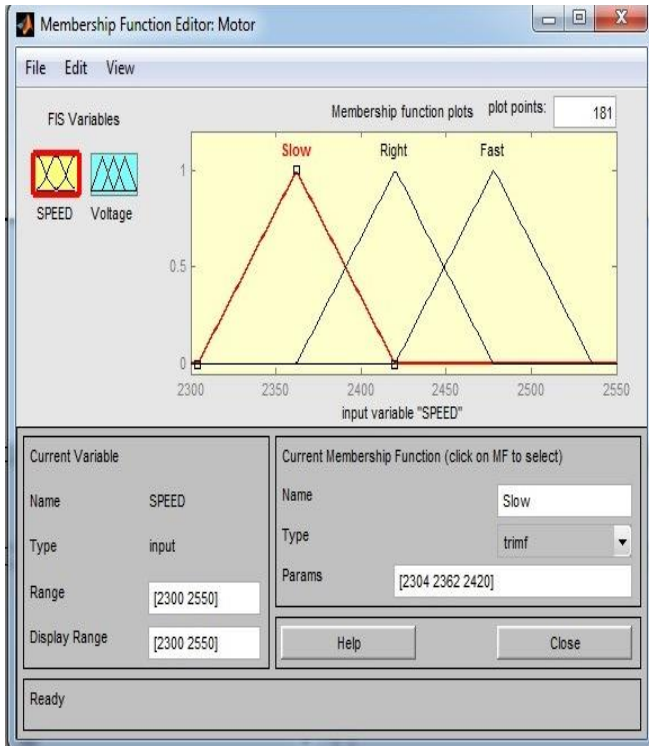 Membership Function Editor: Motor
File Edit View
FIS Variables
Membership function plots plot points: 181
Slow Right Fast
SPEED Voltage
1
0.5
0
2300 2350 2400 2450 2500 2550
input variable "SPEED"
Current Variable
Name SPEED
Type input
Range [2300 2550]
Display Range [2300 2550]
Current Membership Function (click on MF to select)
Name Slow
Type trimf
Params [2304 2362 2420]
Help Close
Ready